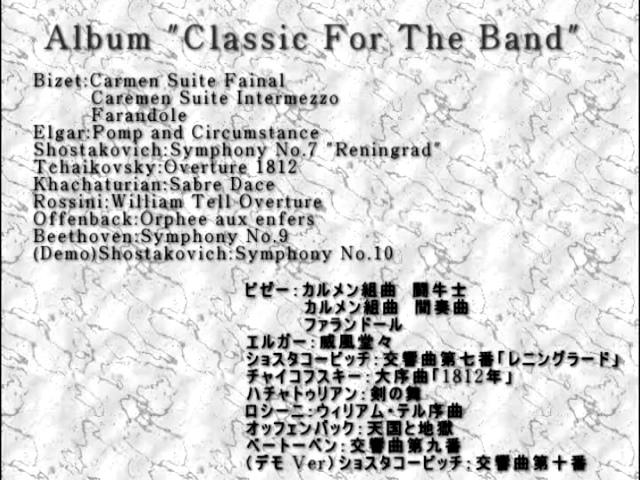 Album "Classic For The Band"
Bizet:Carmen Suite Fainal
Caremen Suite Intermezzo
Farandole
Elgar:Pomp and Circumstance
Shostakovich:Symphony No.7 "Reningrad"
Tchaikovsky:Overture 1812
Khachaturian:Sabre Dace
Rossini:William Tell Overture
Offenback:Orphee aux enfers
Beethoven:Symphony No.9
(Demo)Shostakovich:Symphony No.10
ビゼー:カルメン組曲　闘牛士
カルメン組曲　間奏曲
ファランドール
エルガー:威風堂々
ショスタコービッチ:交響曲第七番「レニングラード」
チャイコフスキー:大序曲「1812年」
ハチャトゥリアン:剣の舞
ロシーニ:ウィリアム・テル序曲
オッフェンバック:天国と地獄
ベートーベン:交響曲第九番
(デモ Ver)ショスタコービッチ:交響曲第十番